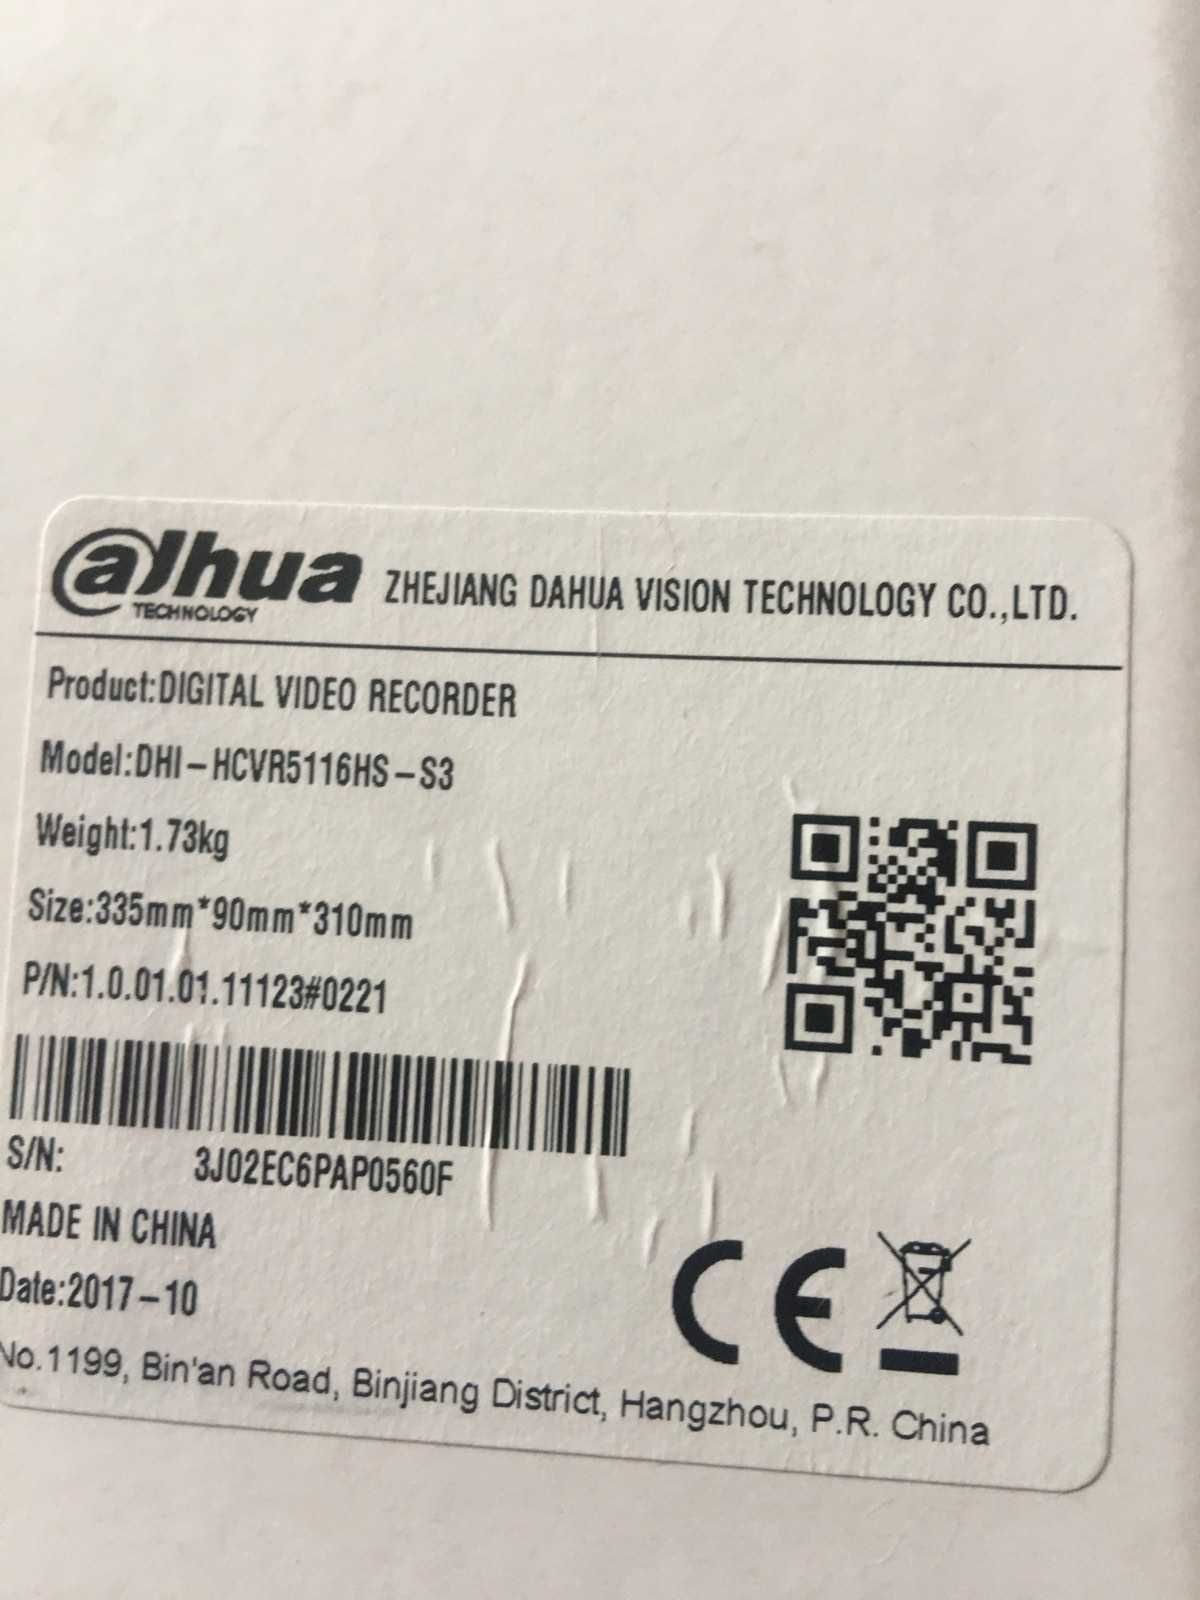 alhua
TECHNOLOGY
ZHEJIANG DAHUA VISION TECHNOLOGY CO.,LTD.
Product:DIGITAL VIDEO RECORDER
Model:DHI-HCVR5116HS-S3
Weight:1.73kg
Size:335mm*90mm*310mm
P/N:1.0.01.01.11123#0221
S/N: 3J02EC6PAP0560F
MADE IN CHINA
Date:2017-10
CE
No.1199, Bin'an Road, Binjiang District, Hangzhou, P.R. China